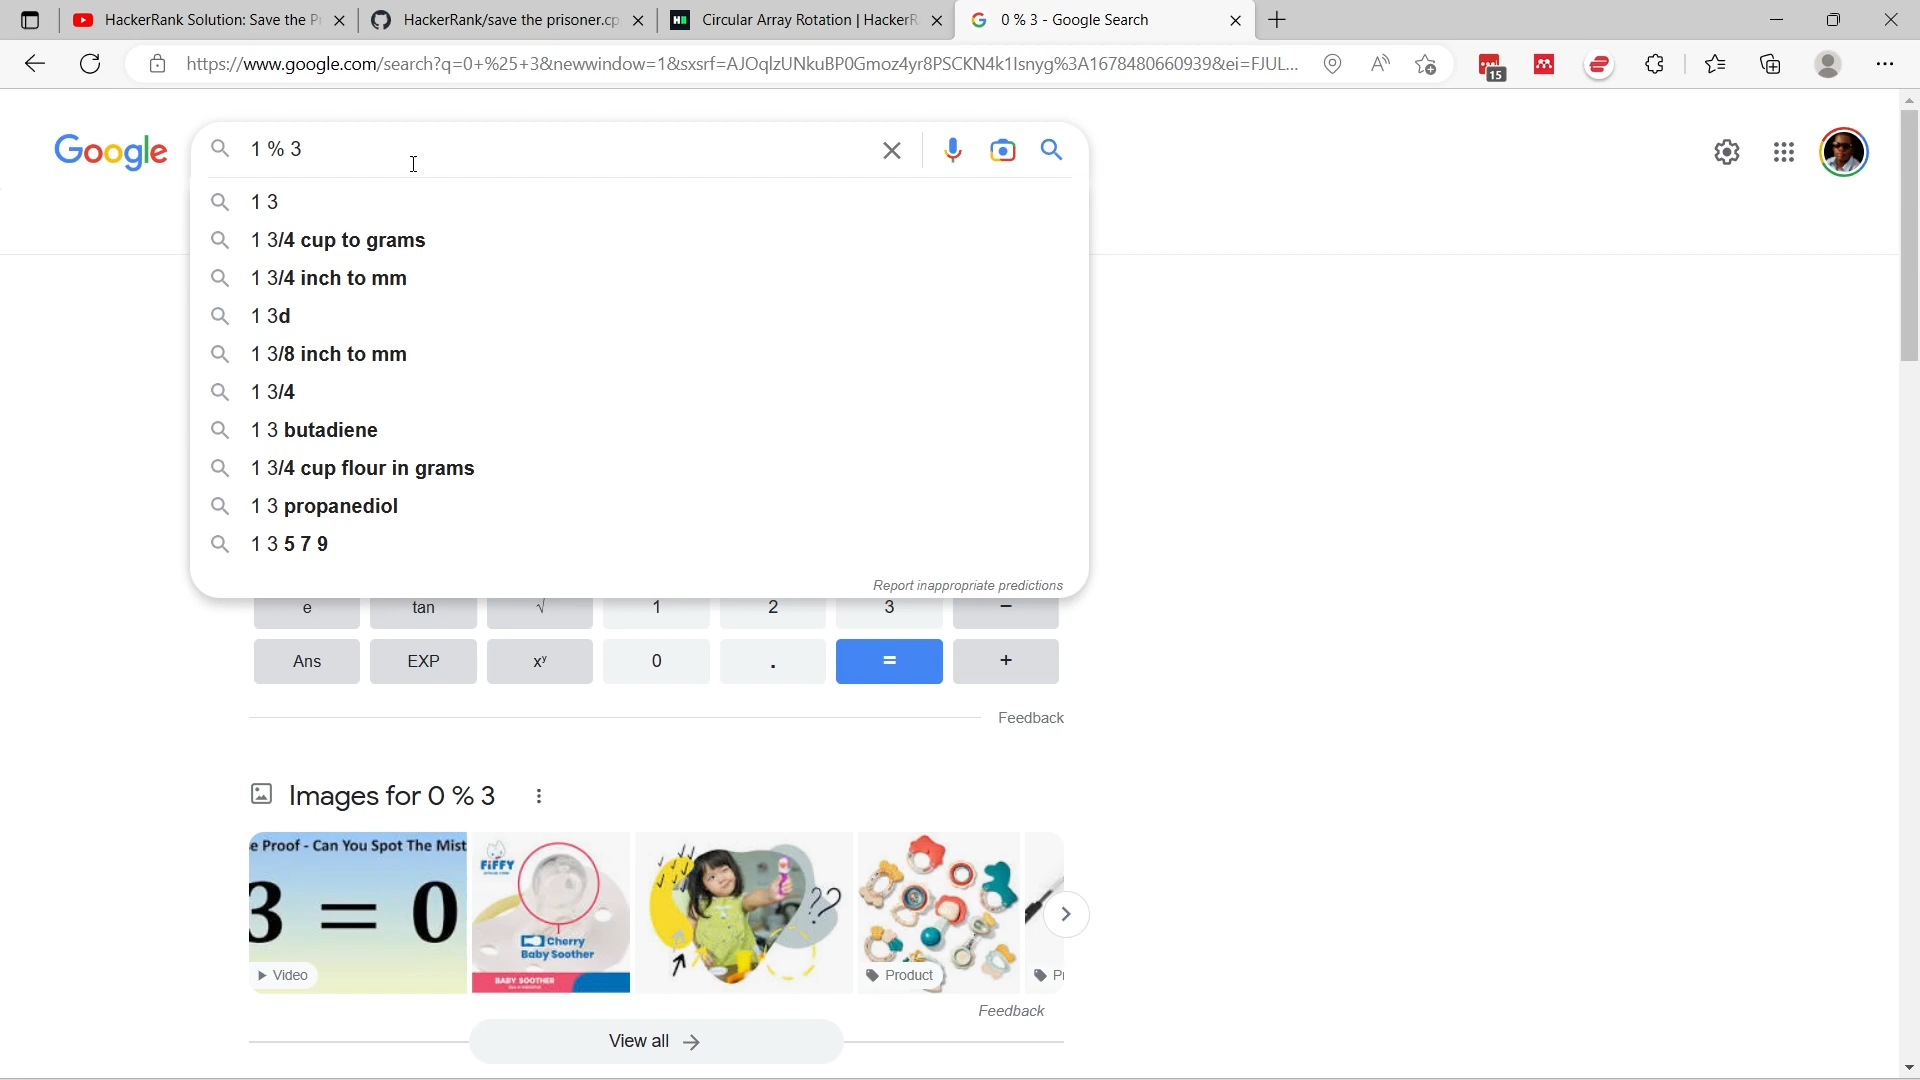 HackerRank Solution: Save the Pr
HackerRank/save the prisoner.cp
Circular Array Rotation | HackerR
0 % 3 - Google Search
https://www.google.com/search?q=0+%25+3&newwindow=1&sxsrf=AJOqlzUNkuBP0Gmoz4yr8PSCKN4k1Isnyg%3A1678480660939&ei=FJUL...
15
Google
1 % 3
1 3
1 3/4 cup to grams
1 3/4 inch to mm
1 3d
1 3/8 inch to mm
1 3/4
1 3 butadiene
1 3/4 cup flour in grams
1 3 propanediol
1 3 5 7 9
Report inappropriate predictions
e tan √ 1 2 3 −
Ans EXP xʸ 0 . = +
Feedback
Images for 0 % 3
e Proof - Can You Spot The Mist
3 = 0
Video
FIFFY
Cherry
Baby Soother
BABY SOOTHER
??
Product
Pr
Feedback
View all